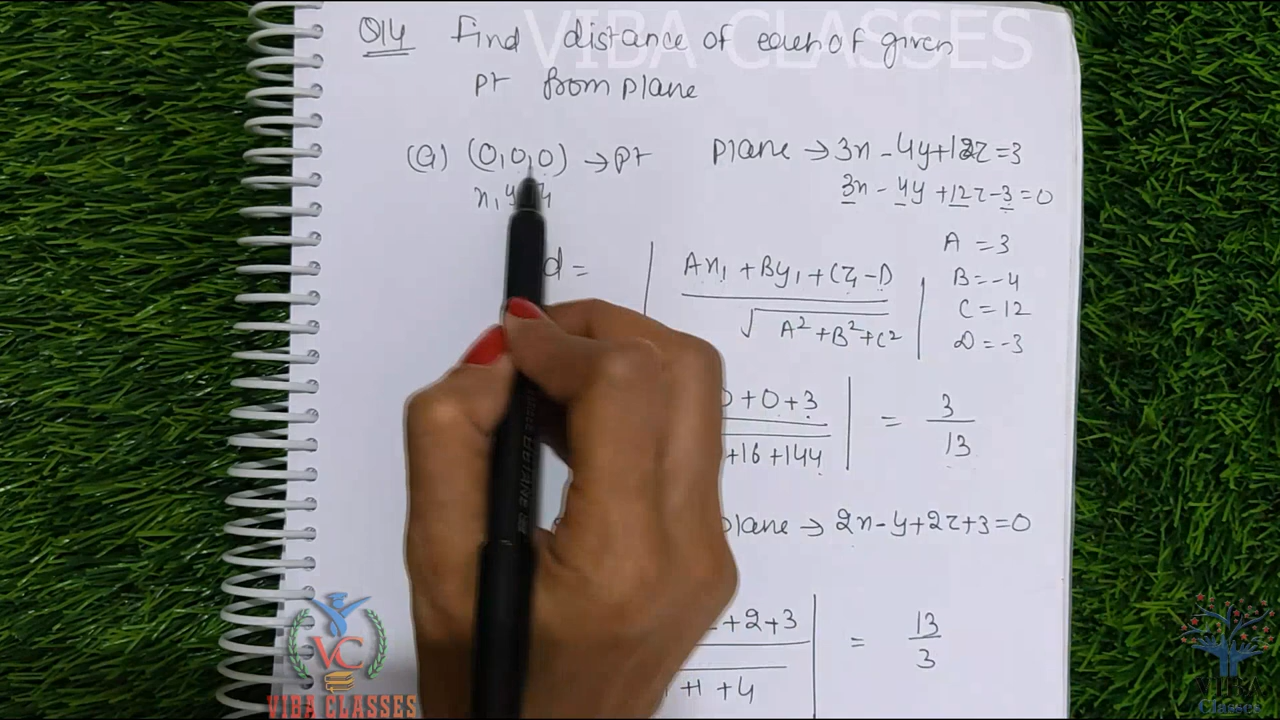 VIBA CLASSES
Q14 Find distance of each of given
pt from plane
(a) (0,0,0) → pt plane → 3x - 4y + 12z = 3
x, y 3x - 4y + 12z - 3 = 0
A = 3
d = | Ax₁ + By₁ + Cz₁ - D | B = -4
√A² + B² + C² C = 12
D = -3
+ 0 + 3 | = 3
+ 16 + 144 13
plane → 2x - y + 2z + 3 = 0
+ 2 + 3 | = 13
+ 4 3
VC
VIBA CLASSES
VIBA
Classes